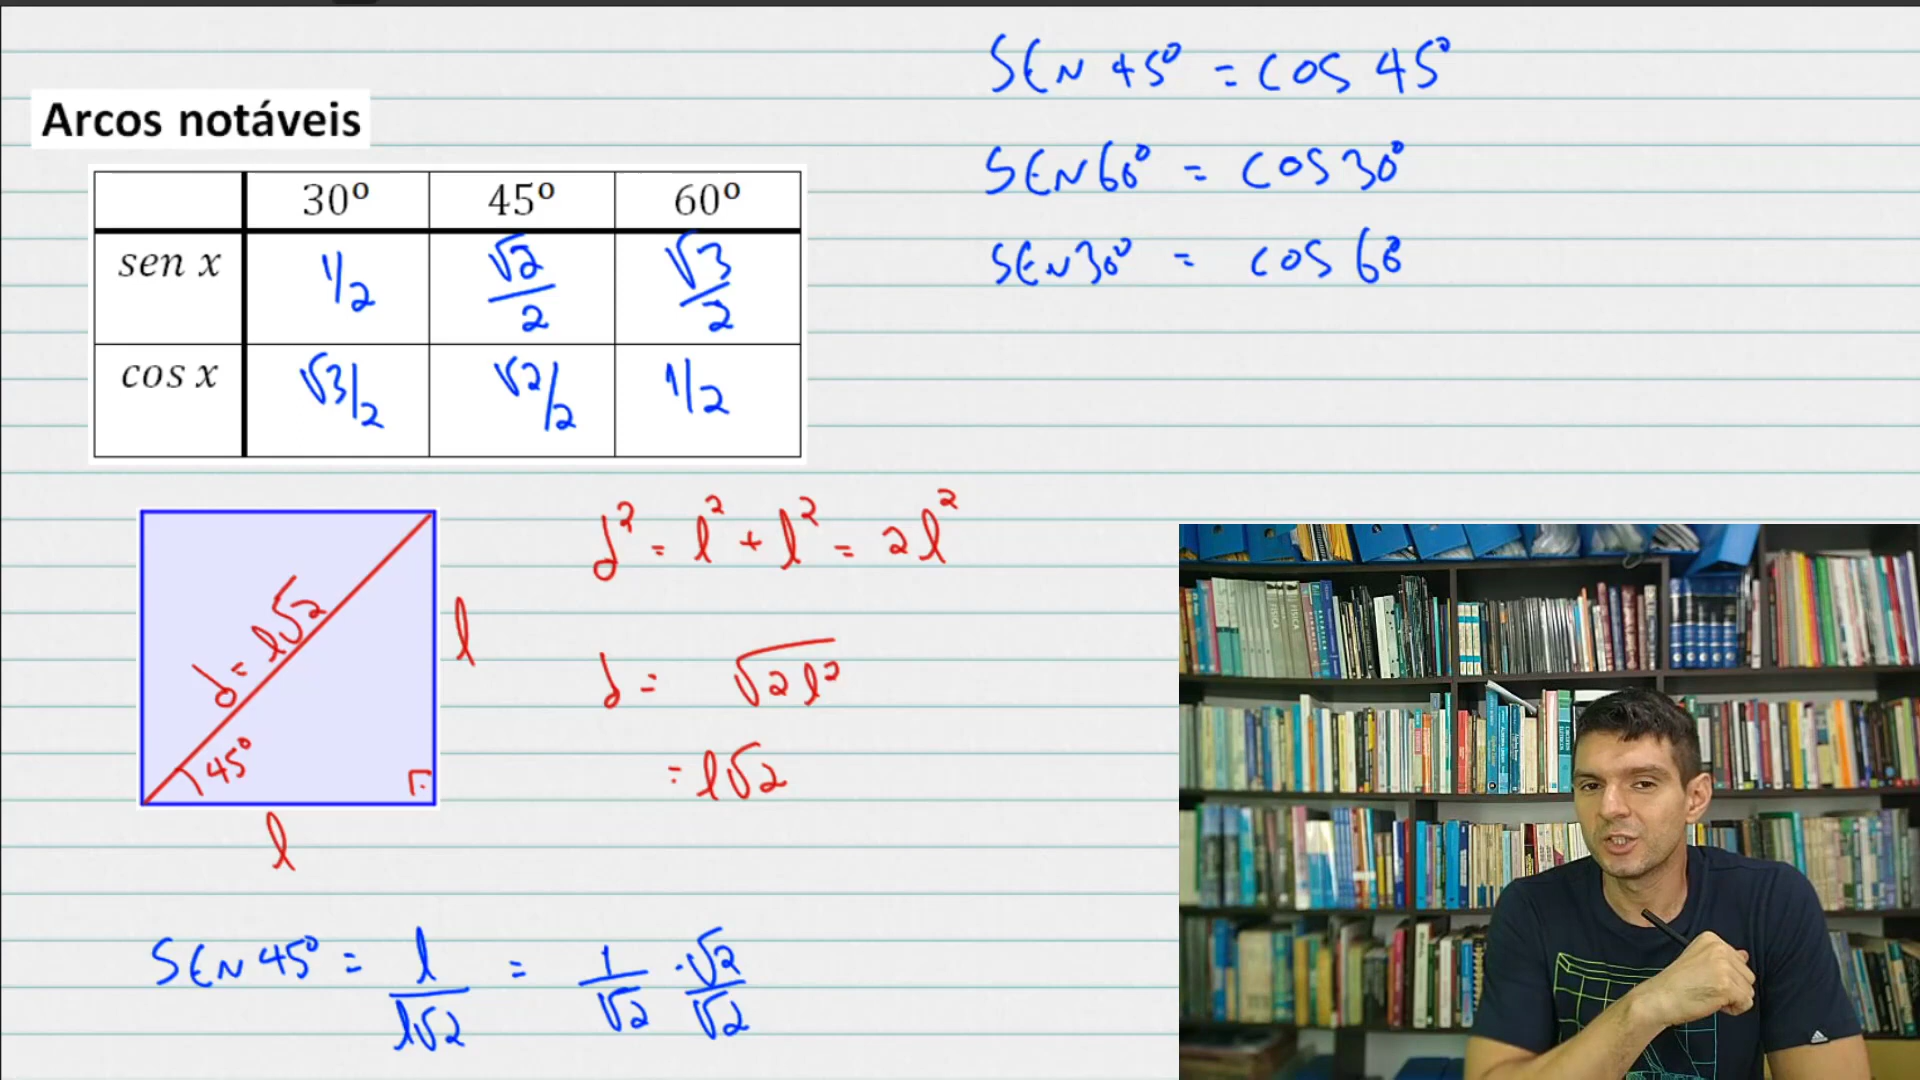 Arcos notáveis
30º 45º 60º
sen x 1/2 √2/2 √3/2
cos x √3/2 √2/2 1/2
SEN 45° = COS 45°
SEN 60° = COS 30°
SEN 30° = COS 60°
d = l√2
45°
l
l
d² = l² + l² = 2l²
d = √2l²
= l√2
SEN 45° = l/l√2 = 1/√2 · √2/√2